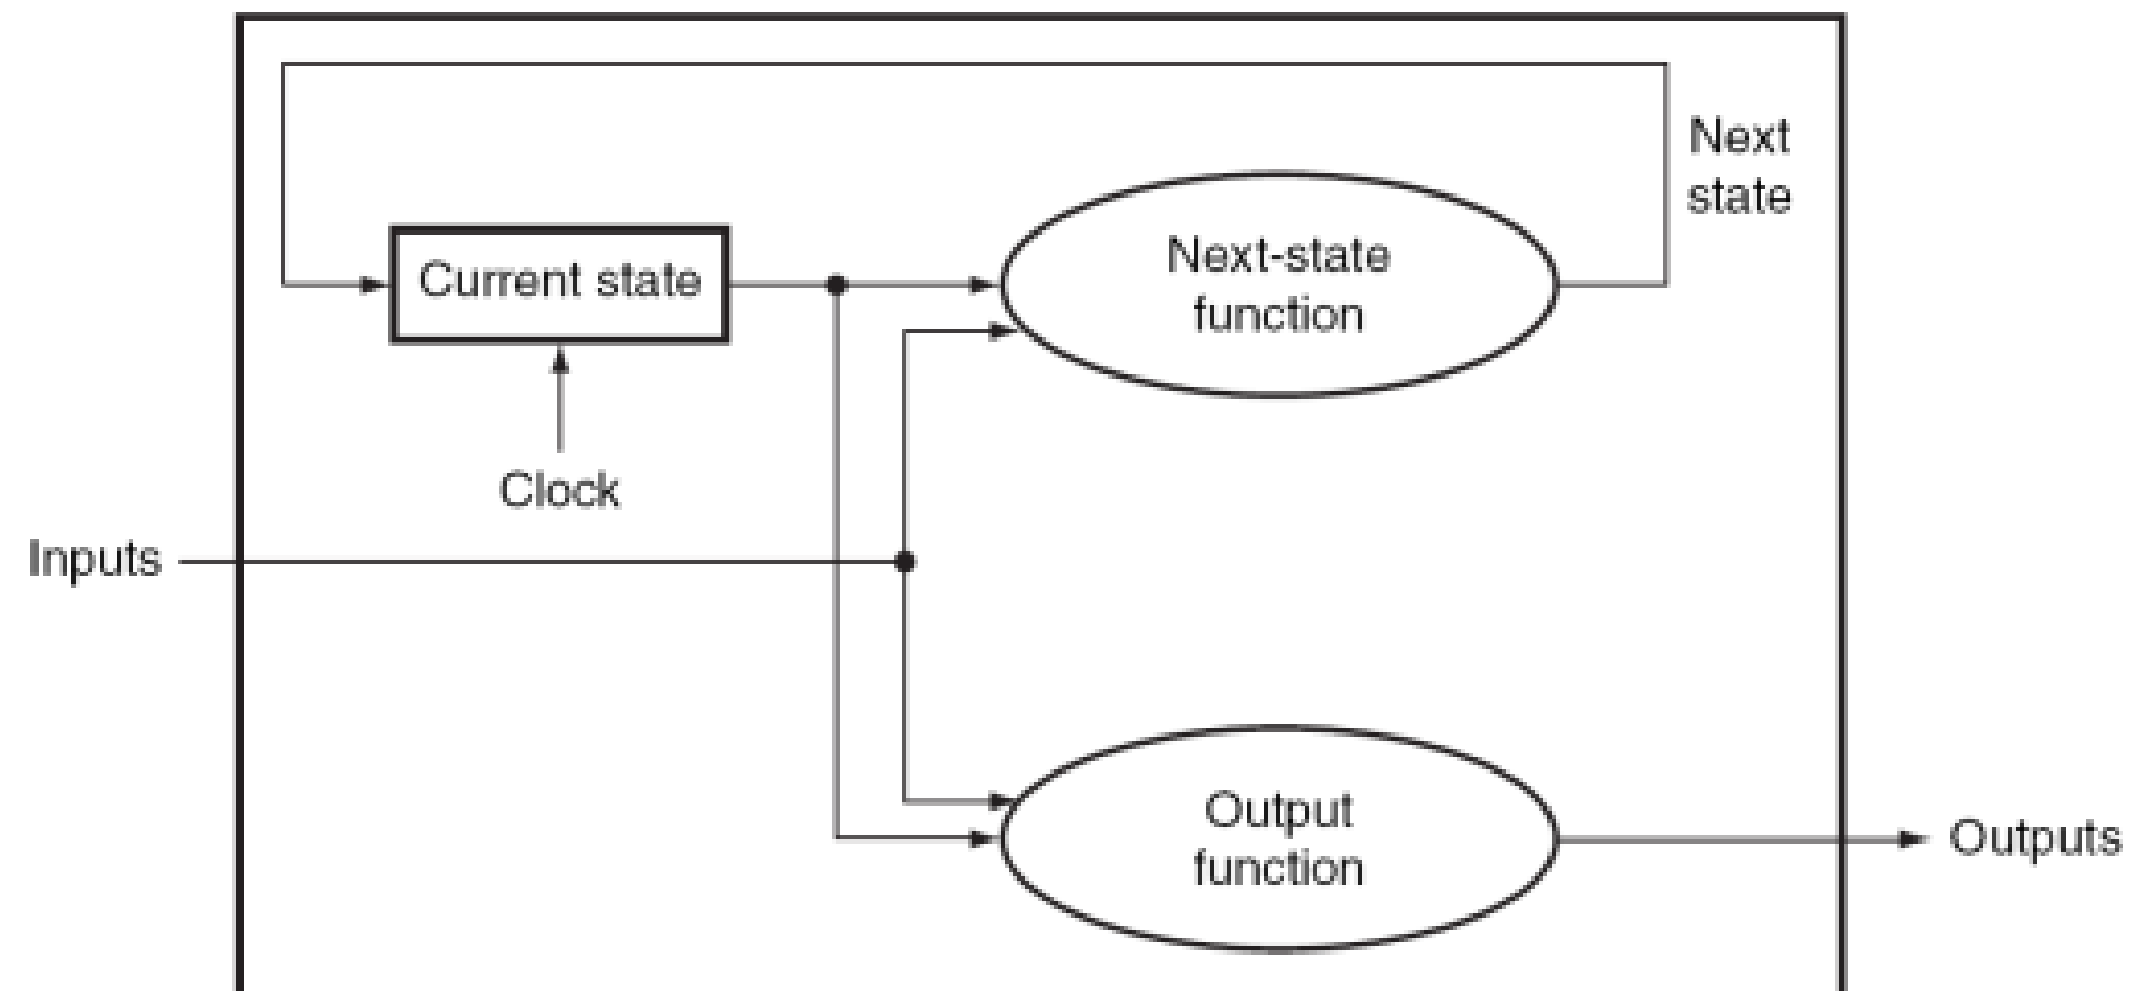 Next
state
Current state
Next-state
function
Clock
Inputs
Output
function
Outputs